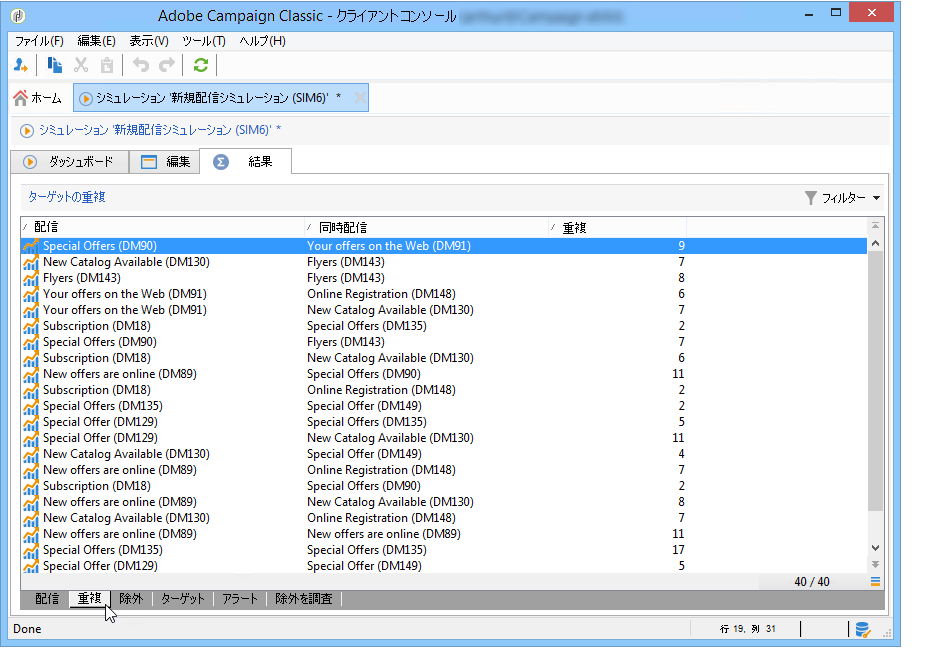 Adobe Campaign Classic - クライアントコンソール
ファイル(F) 編集(E) 表示(V) ツール(T) ヘルプ(H)
ホーム シミュレーション '新規配信シミュレーション (SIM6)' *
シミュレーション '新規配信シミュレーション (SIM6)' *
ダッシュボード 編集 結果
ターゲットの重複 フィルター
配信 同時配信 重複
Special Offers (DM90) Your offers on the Web (DM91) 9
New Catalog Available (DM130) Flyers (DM143) 7
Flyers (DM143) Flyers (DM143) 8
Your offers on the Web (DM91) Online Registration (DM148) 6
Your offers on the Web (DM91) New Catalog Available (DM130) 7
Subscription (DM18) Special Offers (DM135) 2
Special Offers (DM90) Flyers (DM143) 7
Subscription (DM18) New Catalog Available (DM130) 6
New offers are online (DM89) Special Offers (DM90) 11
Subscription (DM18) Online Registration (DM148) 2
Special Offers (DM135) Special Offer (DM149) 2
Special Offer (DM129) Special Offers (DM135) 5
Special Offer (DM129) New Catalog Available (DM130) 11
New Catalog Available (DM130) Special Offer (DM149) 4
New offers are online (DM89) Online Registration (DM148) 7
Subscription (DM18) Special Offers (DM90) 2
New offers are online (DM89) New Catalog Available (DM130) 8
New Catalog Available (DM130) Online Registration (DM148) 7
New offers are online (DM89) New offers are online (DM89) 11
Special Offers (DM135) Special Offers (DM135) 17
Special Offer (DM129) Special Offer (DM149) 5
40 / 40
配信 重複 除外 ターゲット アラート 除外を調査
Done 行 19, 列 31